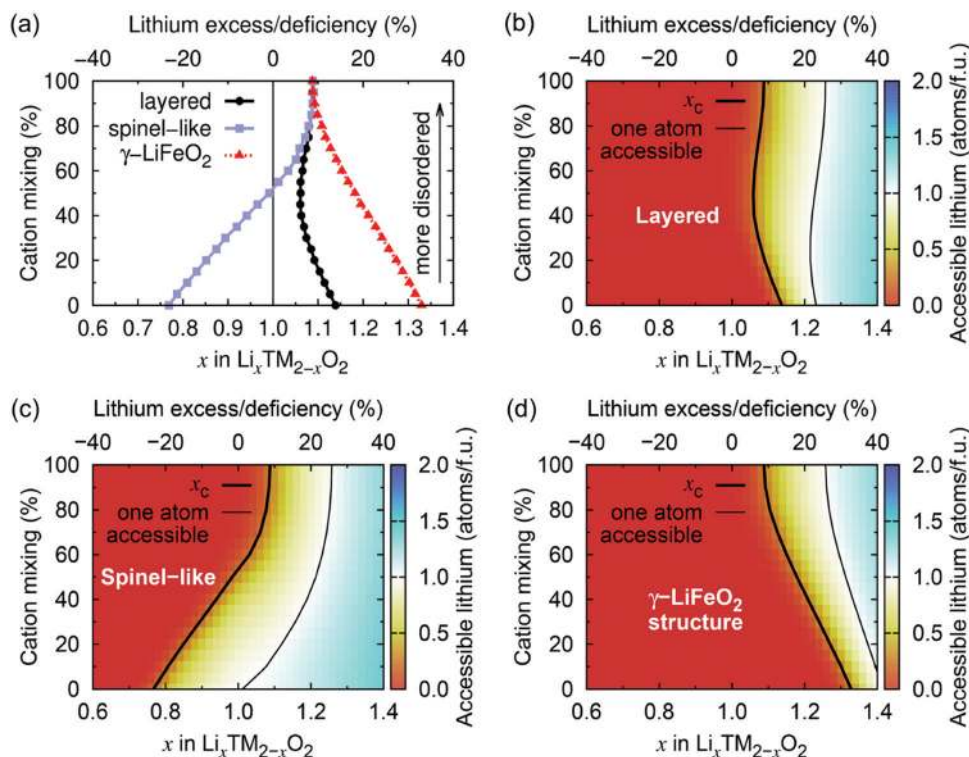 (a)
Lithium excess/deficiency (%)
−40 −20 0 20 40
100
80
60
40
20
0
Cation mixing (%)
layered
spinel−like
γ−LiFeO2
more disordered
0.6 0.7 0.8 0.9 1.0 1.1 1.2 1.3 1.4
x in LixTM2−xO2
(b)
Lithium excess/deficiency (%)
−40 −20 0 20 40
100
80
60
40
20
0
Cation mixing (%)
xc
one atom
accessible
Layered
0.6 0.8 1.0 1.2 1.4
x in LixTM2−xO2
2.0
1.5
1.0
0.5
0.0
Accessible lithium (atoms/f.u.)
(c)
Lithium excess/deficiency (%)
−40 −20 0 20 40
100
80
60
40
20
0
Cation mixing (%)
xc
one atom
accessible
Spinel−like
0.6 0.8 1.0 1.2 1.4
x in LixTM2−xO2
2.0
1.5
1.0
0.5
0.0
Accessible lithium (atoms/f.u.)
(d)
Lithium excess/deficiency (%)
−40 −20 0 20 40
100
80
60
40
20
0
Cation mixing (%)
xc
one atom
accessible
γ−LiFeO2
structure
0.6 0.8 1.0 1.2 1.4
x in LixTM2−xO2
2.0
1.5
1.0
0.5
0.0
Accessible lithium (atoms/f.u.)